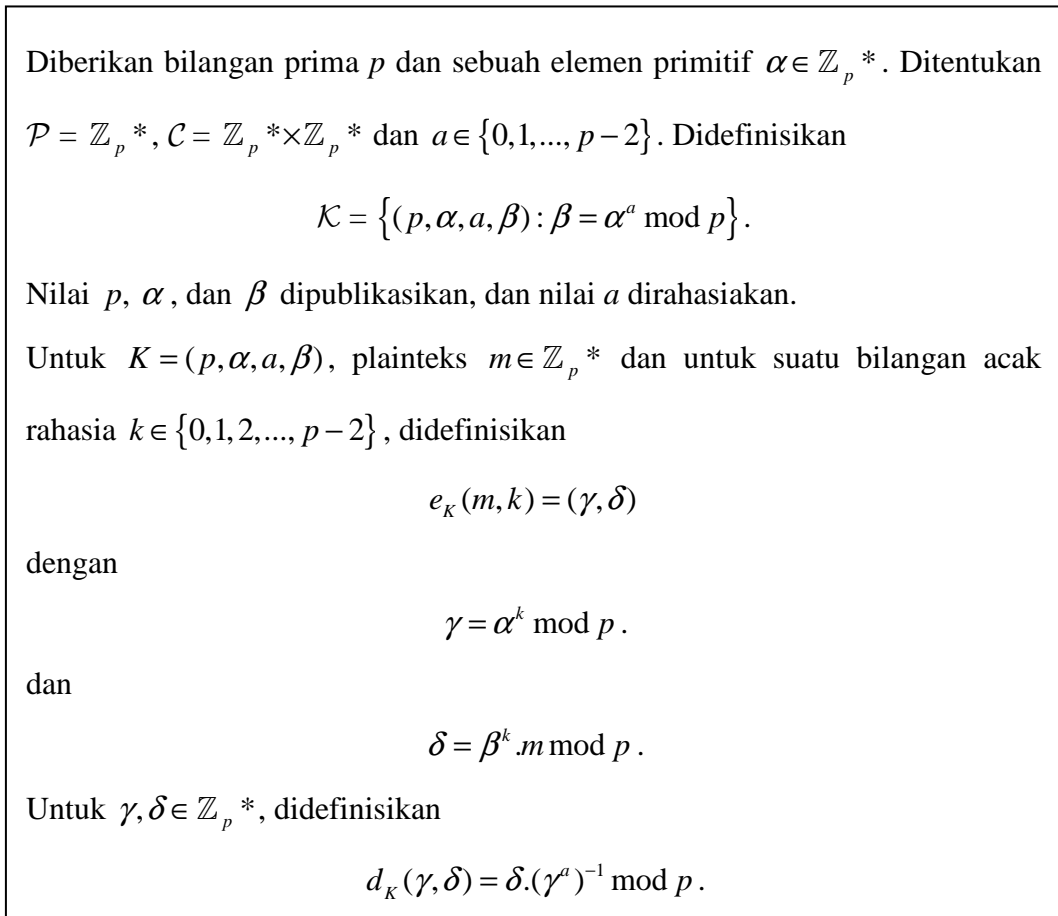 Diberikan bilangan prima p dan sebuah elemen primitif α ∈ ℤ_p *. Ditentukan
𝒫 = ℤ_p *, 𝒞 = ℤ_p *×ℤ_p * dan a ∈ {0,1,..., p − 2}. Didefinisikan
𝒦 = {(p, α, a, β) : β = α^a mod p}.
Nilai p, α , dan β dipublikasikan, dan nilai a dirahasiakan.
Untuk K = (p, α, a, β), plainteks m ∈ ℤ_p * dan untuk suatu bilangan acak
rahasia k ∈ {0,1, 2,..., p − 2} , didefinisikan
e_K (m, k) = (γ, δ)
dengan
γ = α^k mod p .
dan
δ = β^k .m mod p .
Untuk γ, δ ∈ ℤ_p *, didefinisikan
d_K (γ, δ) = δ.(γ^a)^−1 mod p .